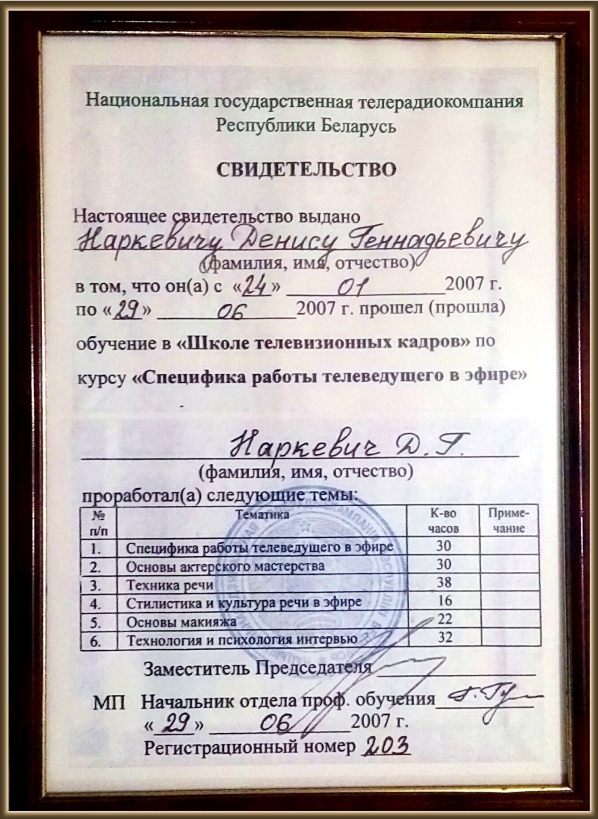 Национальная государственная телерадиокомпания
Республики Беларусь
СВИДЕТЕЛЬСТВО
Настоящее свидетельство выдано
Наркевичу Денису Геннадьевичу
(фамилия, имя, отчество)
в том, что он(а) с «24» 01 2007 г.
по «29» 06 2007 г. прошел (прошла)
обучение в «Школе телевизионных кадров» по
курсу «Специфика работы телеведущего в эфире»
Наркевич Д. Г.
(фамилия, имя, отчество)
проработал(а) следующие темы:
№ п/п Тематика К-во часов Приме-чание
1. Специфика работы телеведущего в эфире 30
2. Основы актерского мастерства 30
3. Техника речи 38
4. Стилистика и культура речи в эфире 16
5. Основы макияжа 22
6. Технология и психология интервью 32
Заместитель Председателя
МП Начальник отдела проф. обучения
«29» 06 2007 г.
Регистрационный номер 203